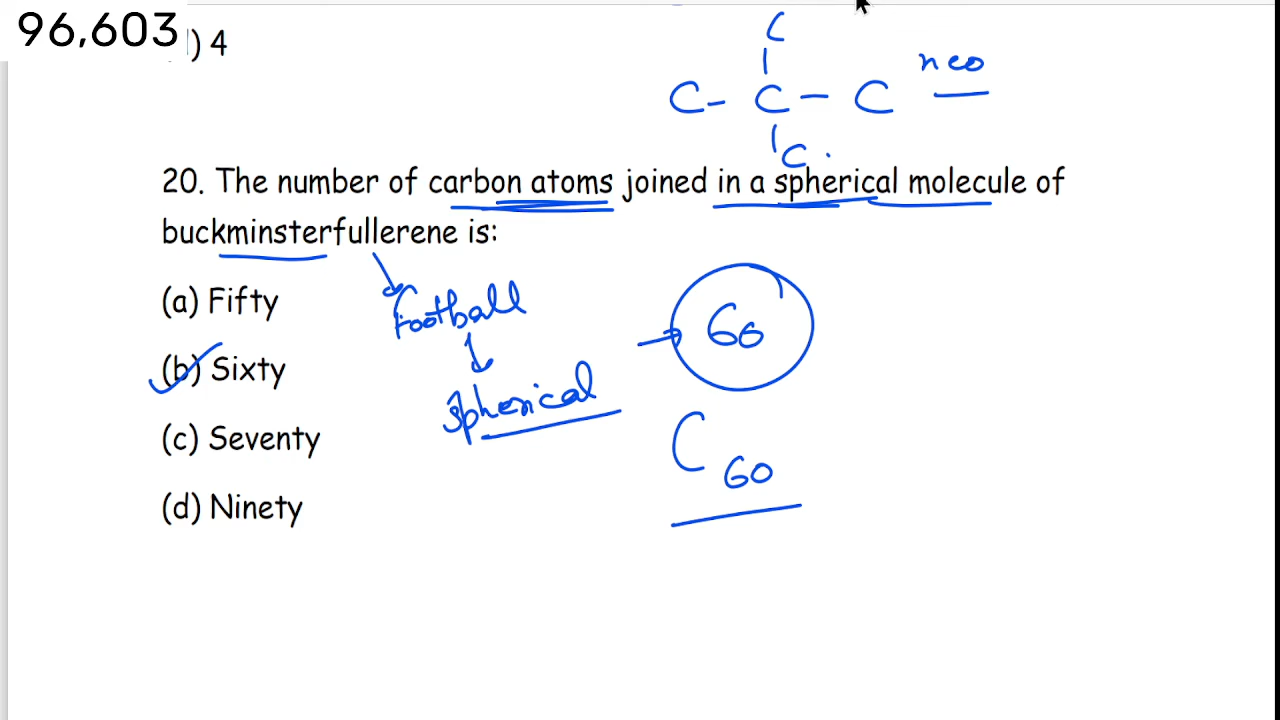 96,603
) 4
C
C - C - C neo
C
20. The number of carbon atoms joined in a spherical molecule of
buckminsterfullerene is:
(a) Fifty
Football
60
(b) Sixty
Spherical
(c) Seventy
C60
(d) Ninety